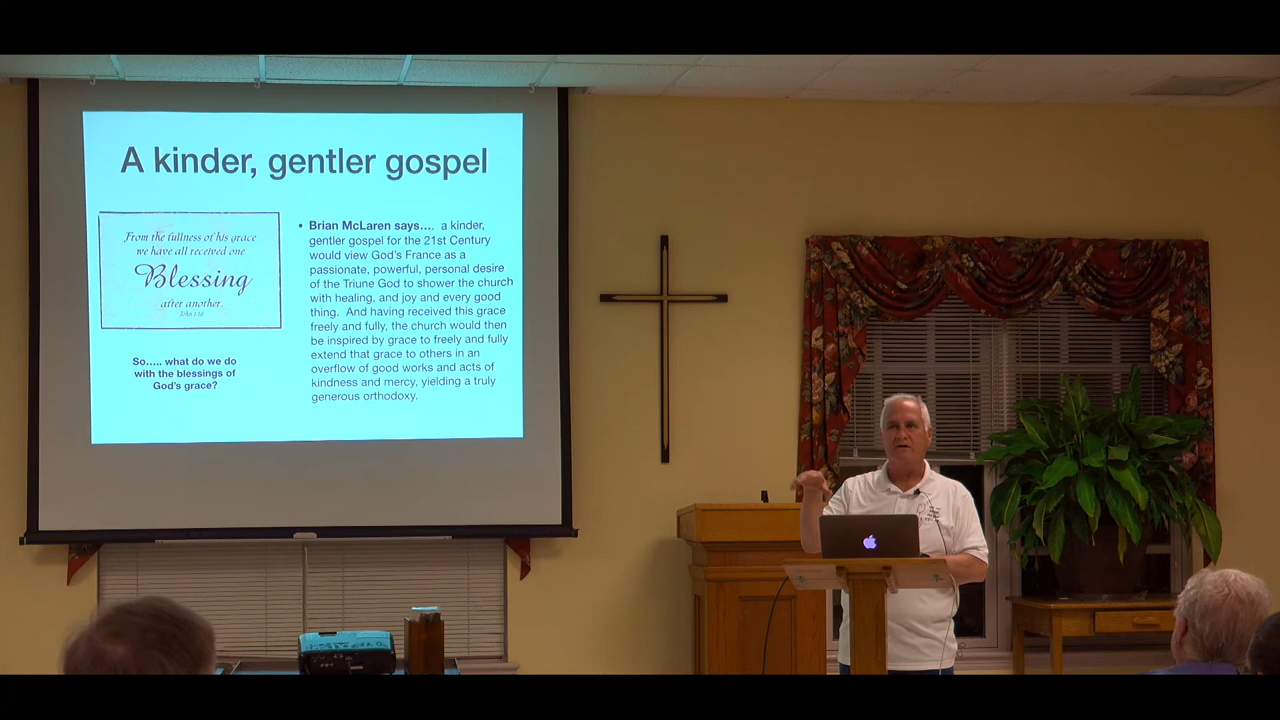 A kinder, gentler gospel
From the fullness of his grace
we have all received one
Blessing
after another.
John 1:16
So..... what do we do
with the blessings of
God's grace?
• Brian McLaren says…. a kinder,
gentler gospel for the 21st Century
would view God's France as a
passionate, powerful, personal desire
of the Triune God to shower the church
with healing, and joy and every good
thing. And having received this grace
freely and fully, the church would then
be inspired by grace to freely and fully
extend that grace to others in an
overflow of good works and acts of
kindness and mercy, yielding a truly
generous orthodoxy.